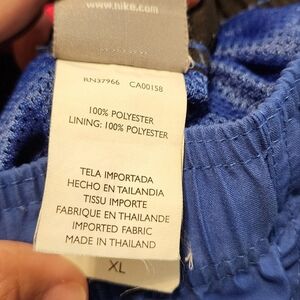 www.nike.com
RN37966 CA00158
100% POLYESTER
LINING: 100% POLYESTER
TELA IMPORTADA
HECHO EN TAILANDIA
TISSU IMPORTE
FABRIQUE EN THAILANDE
IMPORTED FABRIC
MADE IN THAILAND
XL